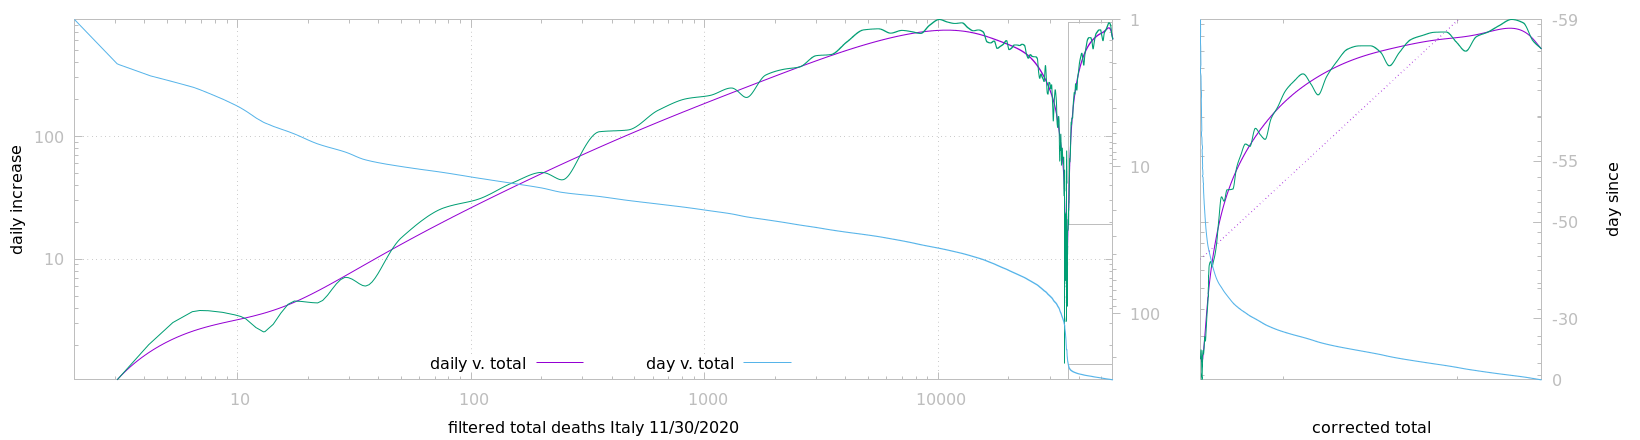 daily increase
100
10
daily v. total
day v. total
10
100
1000
10000
filtered total deaths Italy 11/30/2020
1
10
100
-59
-55
-50
-30
0
day since
corrected total